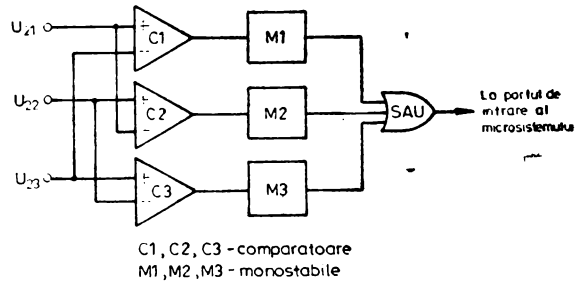 U21
+
-
C1
M1
U22
+
-
C2
M2
SAU
La portul de
intrare al
microsistemului
U23
+
-
C3
M3
C1, C2, C3 - comparatoare
M1, M2, M3 - monostabile